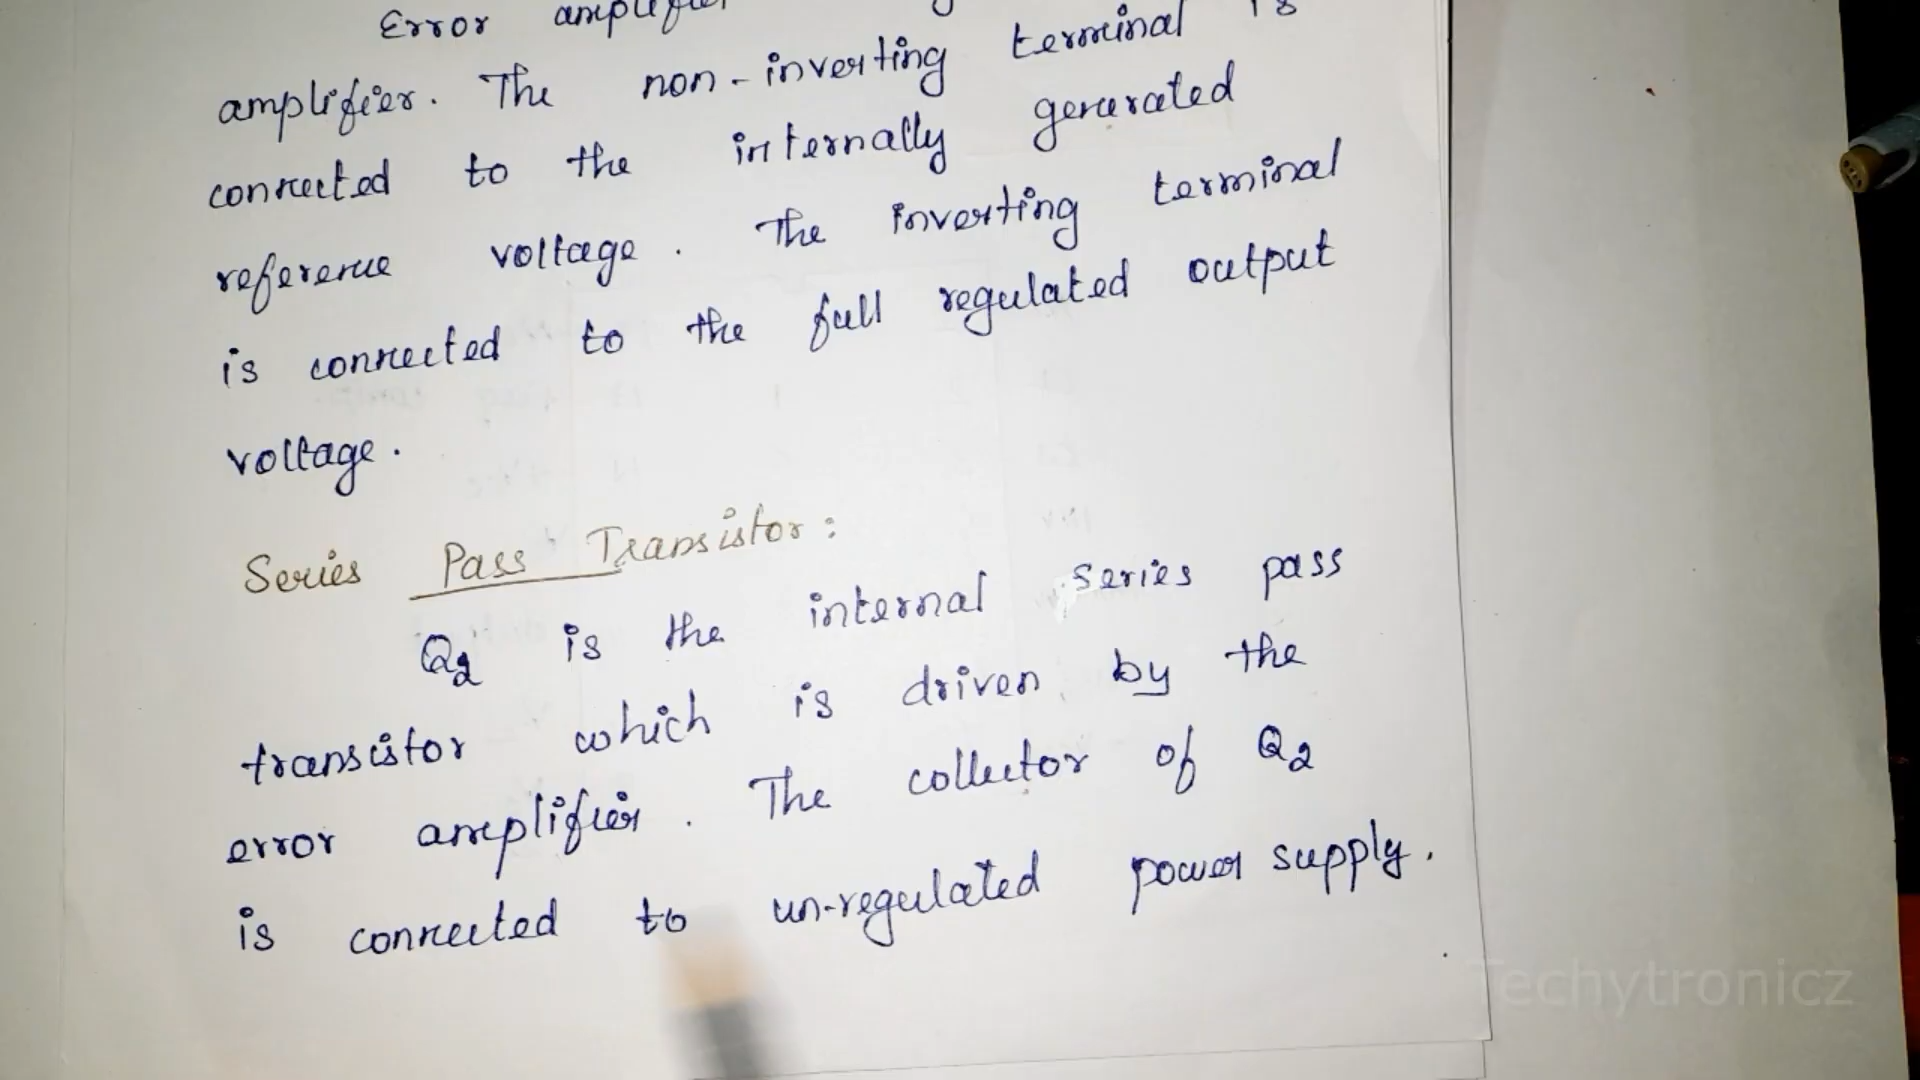 Error amplifier
amplifier. The non-inverting terminal is
connected to the internally generated
reference voltage. The inverting terminal
is connected to the full regulated output
voltage.
Series Pass Transistor:
Q2 is the internal series pass
transistor which is driven by the
error amplifier. The collector of Q2
is connected to un-regulated power supply.
Techytronicz